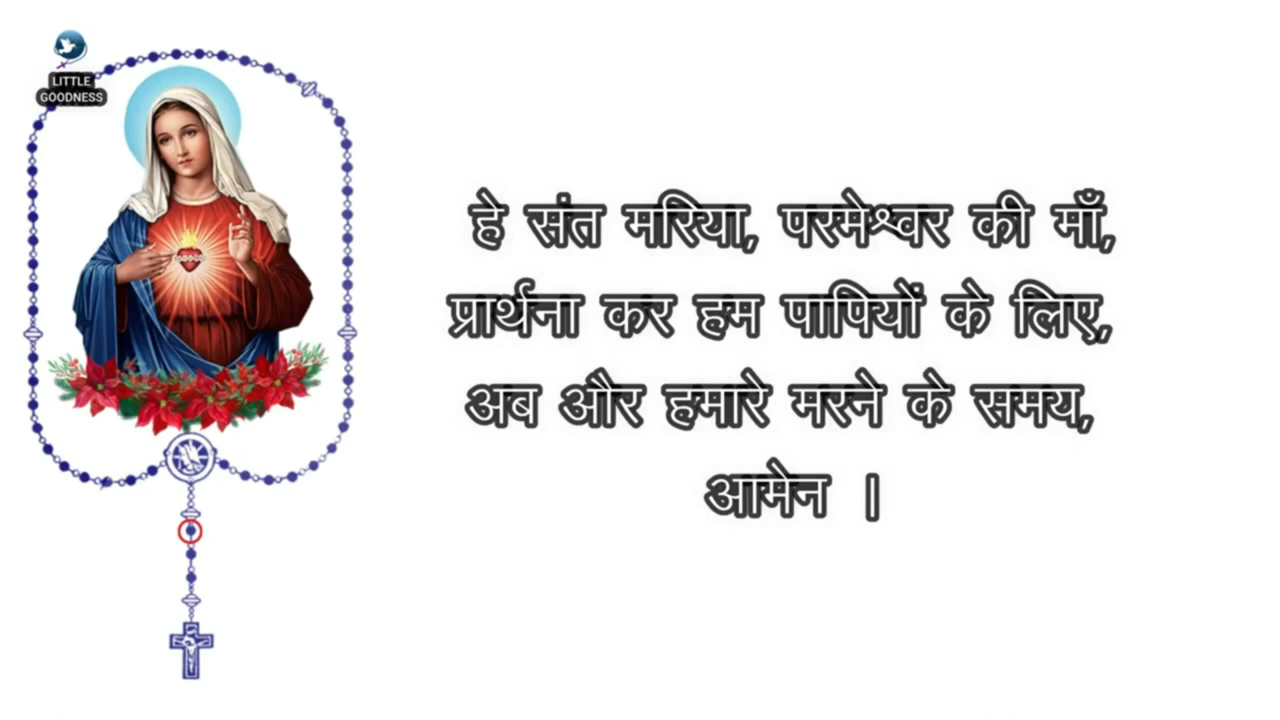 LITTLE
GOODNESS
हे संत मरिया, परमेश्वर की माँ,
प्रार्थना कर हम पापियों के लिए,
अब और हमारे मरने के समय,
आमेन ।